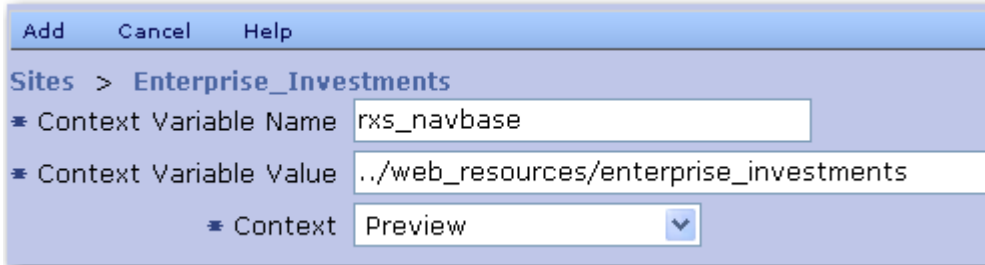 Add Cancel Help
Sites > Enterprise_Investments
* Context Variable Name rxs_navbase
* Context Variable Value ../web_resources/enterprise_investments
* Context Preview